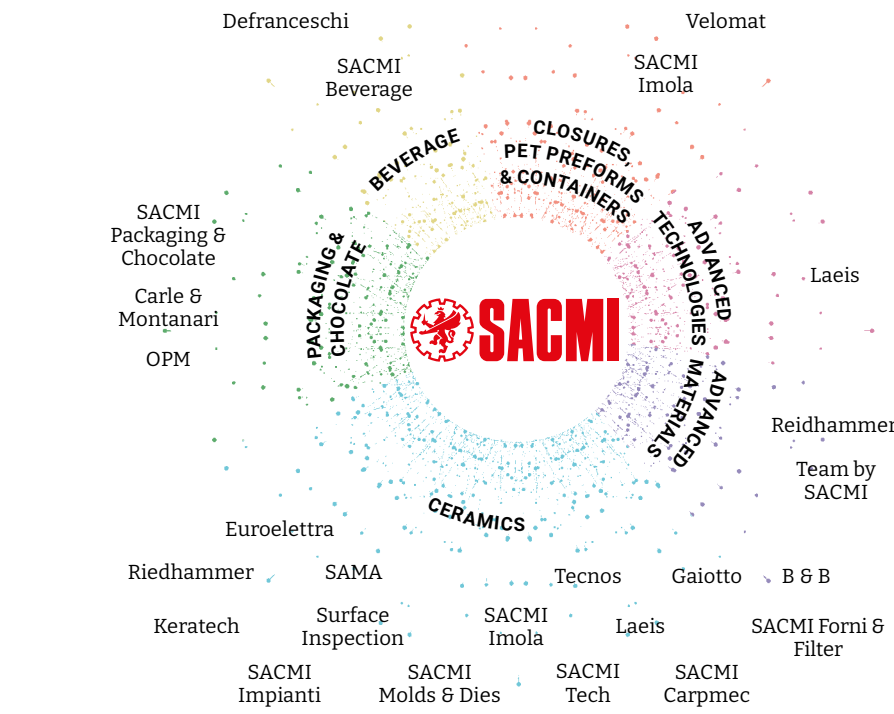 Defranceschi
Velomat
SACMI
Beverage
SACMI
Imola
CLOSURES,
PET PREFORMS
& CONTAINERS
BEVERAGE
SACMI
Packaging &
Chocolate
PACKAGING &
CHOCOLATE
ADVANCED
TECHNOLOGIES
Laeis
Carle &
Montanari
OPM
SACMI
ADVANCED
MATERIALS
Reidhammer
Team by
SACMI
CERAMICS
Euroelettra
Riedhammer
SAMA
Tecnos
Gaiotto
B & B
Keratech
Surface
Inspection
SACMI
Imola
Laeis
SACMI Forni &
Filter
SACMI
Impianti
SACMI
Molds & Dies
SACMI
Tech
SACMI
Carpmec